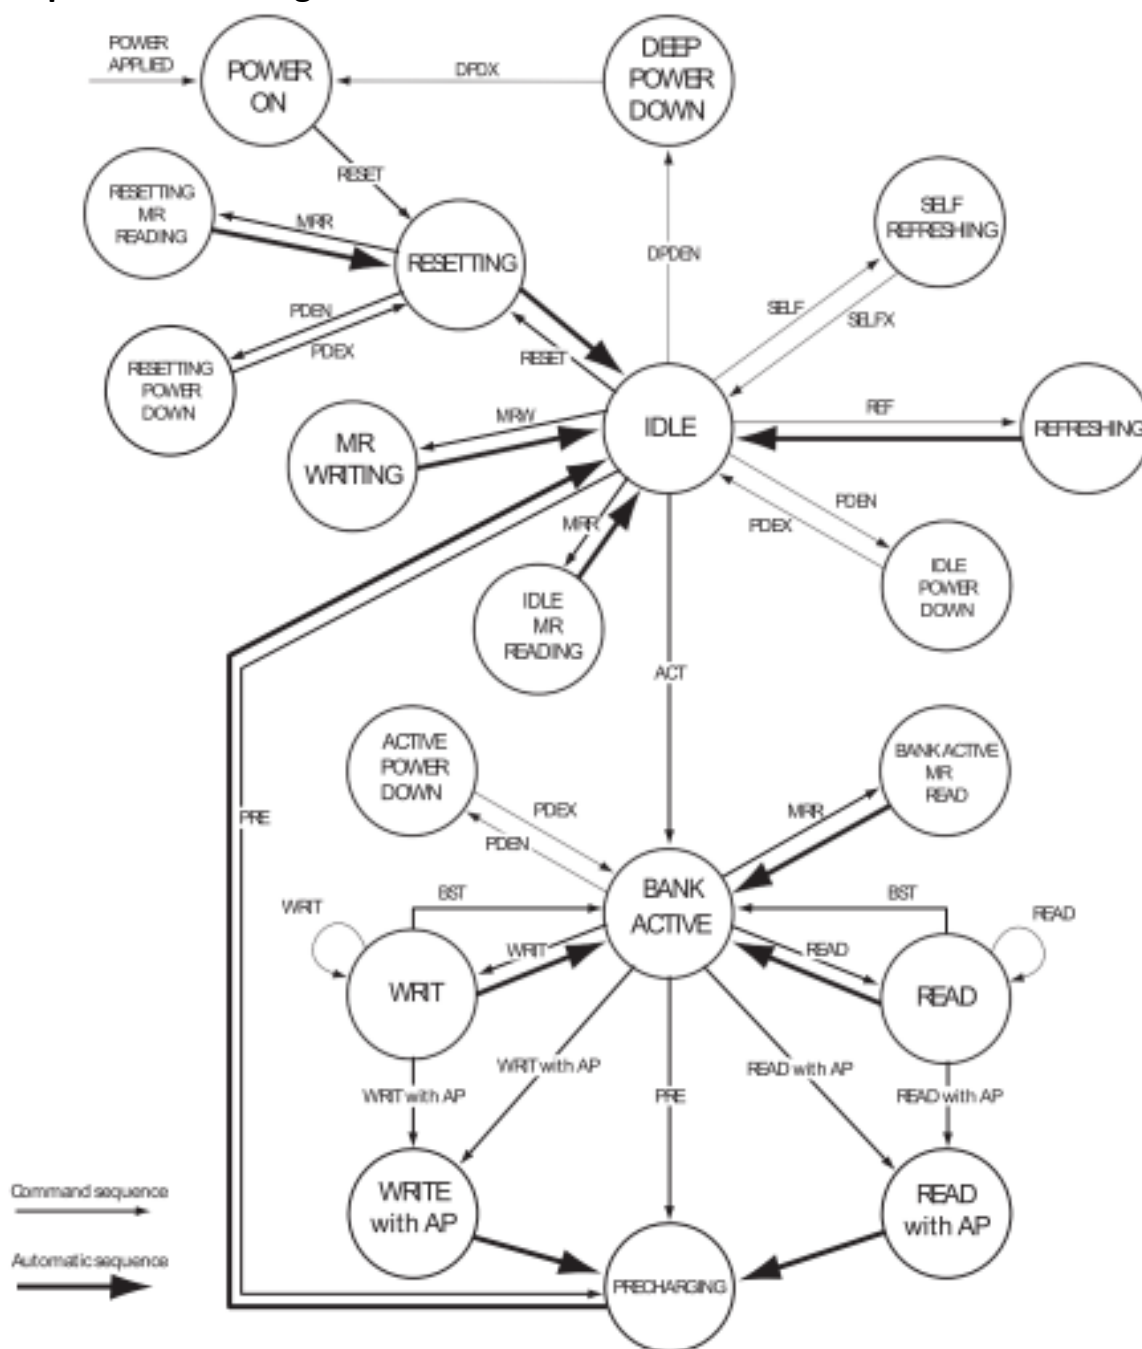 POWER
APPLIED
POWER
ON
DPDX
DEEP
POWER
DOWN
RESET
RESETTING
MR
READING
MRR
RESETTING
DPDEN
SELF
REFRESHING
PDEN
PDEX
SELF
SELFX
RESETTING
POWER
DOWN
RESET
MRW
IDLE
REF
REFRESHING
MR
WRITING
MRR
PDEN
PDEX
IDLE
POWER
DOWN
IDLE
MR
READING
ACT
ACTIVE
POWER
DOWN
BANK ACTIVE
MR
READ
PRE
PDEX
PDEN
MRR
BANK
ACTIVE
BST
BST
WRIT
READ
WRIT
READ
WRIT
READ
WRIT with AP
READ with AP
WRIT with AP
PRE
READ with AP
WRITE
with AP
READ
with AP
Command sequence
Automatic sequence
PRECHARGING